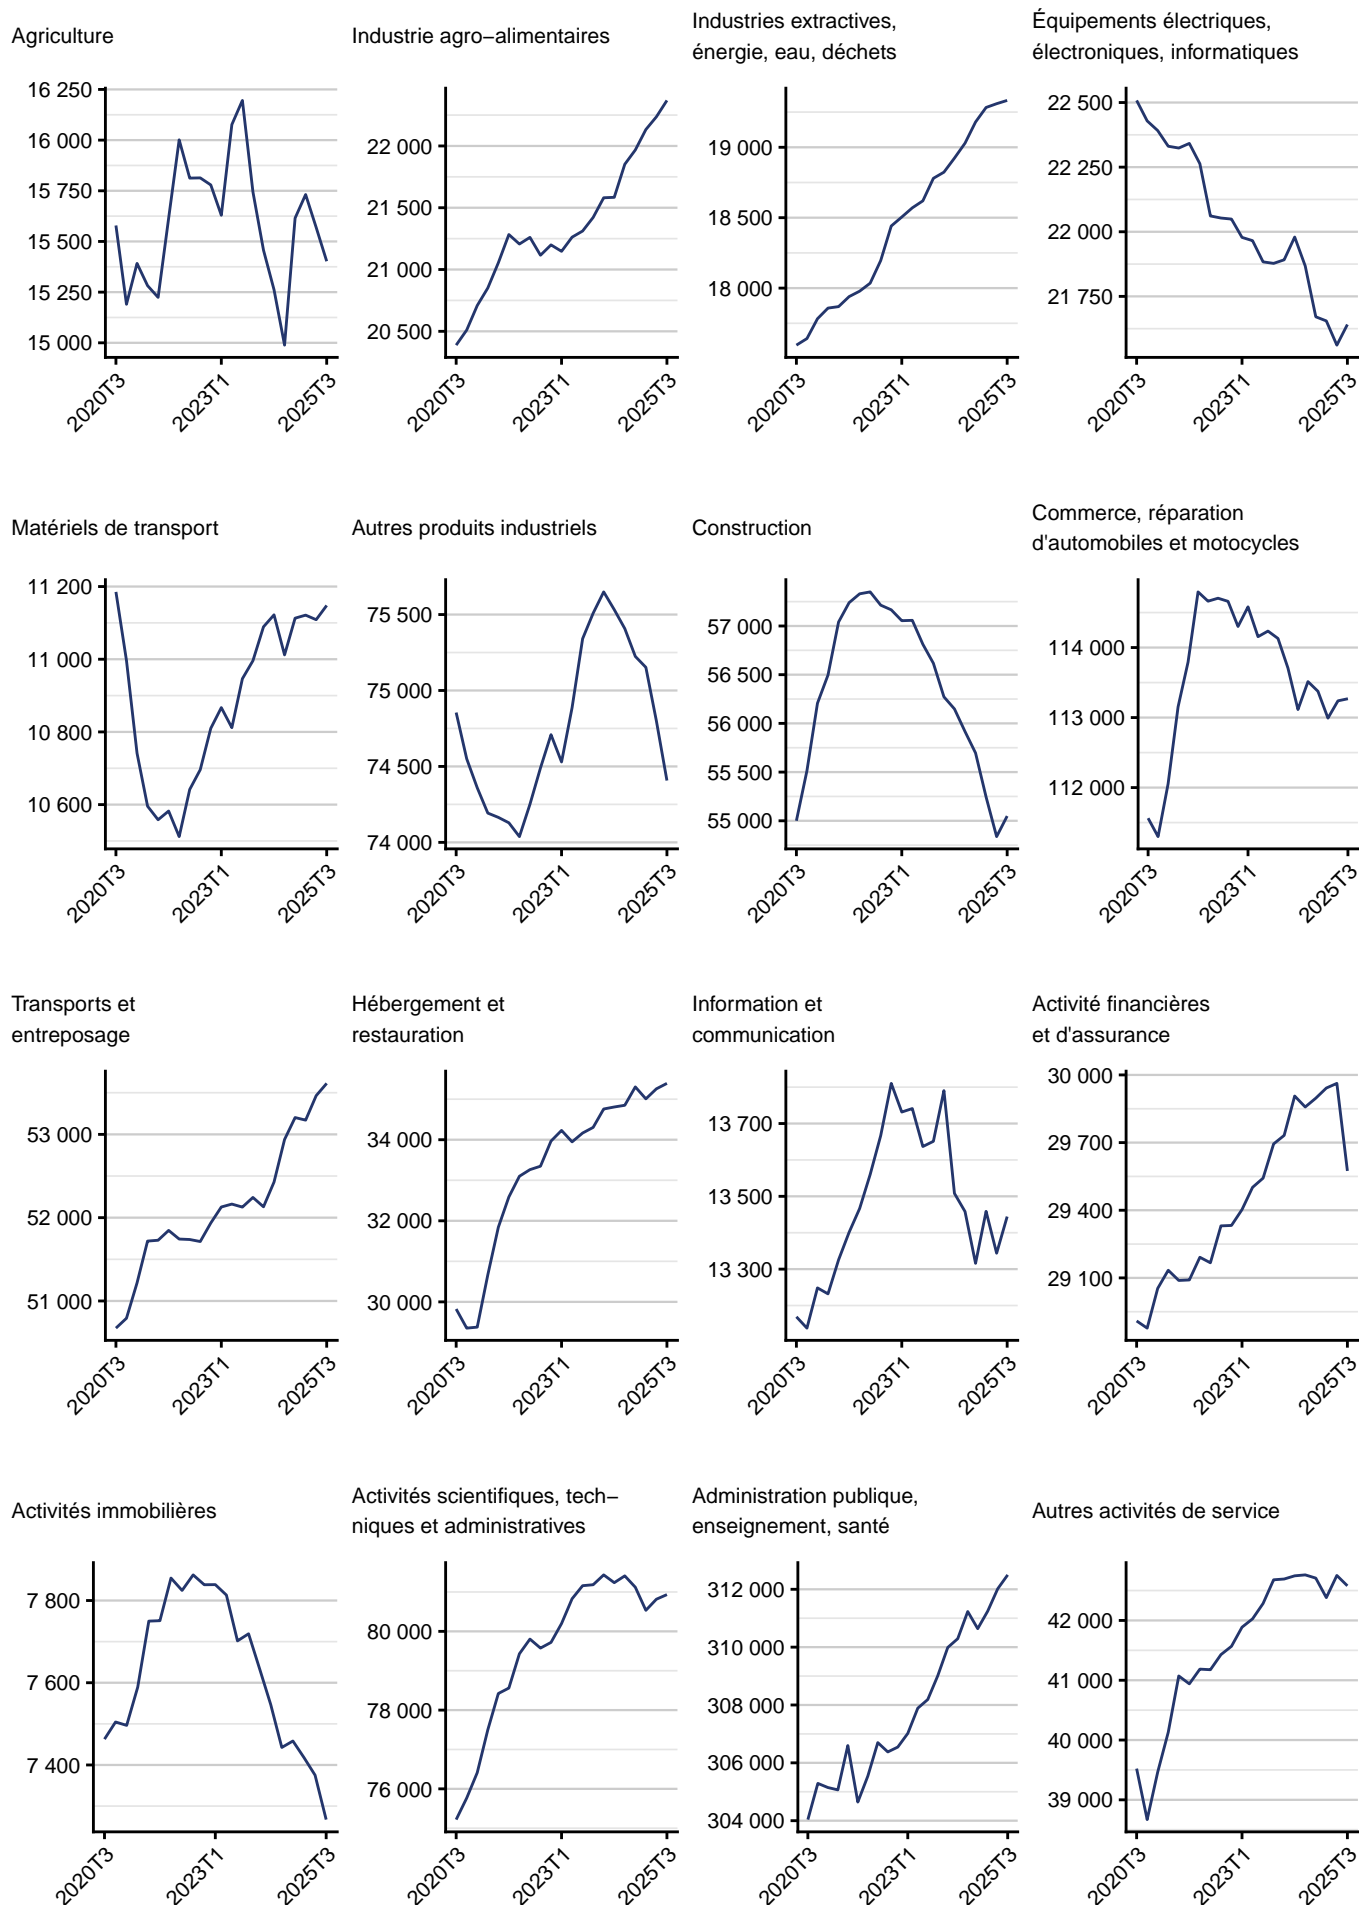 Agriculture
16 250
16 000
15 750
15 500
15 250
15 000
2020T3
2023T1
2025T3
Industrie agro−alimentaires
22 000
21 500
21 000
20 500
2020T3
2023T1
2025T3
Industries extractives,
énergie, eau, déchets
19 000
18 500
18 000
2020T3
2023T1
2025T3
Équipements électriques,
électroniques, informatiques
22 500
22 250
22 000
21 750
2020T3
2023T1
2025T3
Matériels de transport
11 200
11 000
10 800
10 600
2020T3
2023T1
2025T3
Autres produits industriels
75 500
75 000
74 500
74 000
2020T3
2023T1
2025T3
Construction
57 000
56 500
56 000
55 500
55 000
2020T3
2023T1
2025T3
Commerce, réparation
d'automobiles et motocycles
114 000
113 000
112 000
2020T3
2023T1
2025T3
Transports et
entreposage
53 000
52 000
51 000
2020T3
2023T1
2025T3
Hébergement et
restauration
34 000
32 000
30 000
2020T3
2023T1
2025T3
Information et
communication
13 700
13 500
13 300
2020T3
2023T1
2025T3
Activité financières
et d'assurance
30 000
29 700
29 400
29 100
2020T3
2023T1
2025T3
Activités immobilières
7 800
7 600
7 400
2020T3
2023T1
2025T3
Activités scientifiques, tech−
niques et administratives
80 000
78 000
76 000
2020T3
2023T1
2025T3
Administration publique,
enseignement, santé
312 000
310 000
308 000
306 000
304 000
2020T3
2023T1
2025T3
Autres activités de service
42 000
41 000
40 000
39 000
2020T3
2023T1
2025T3